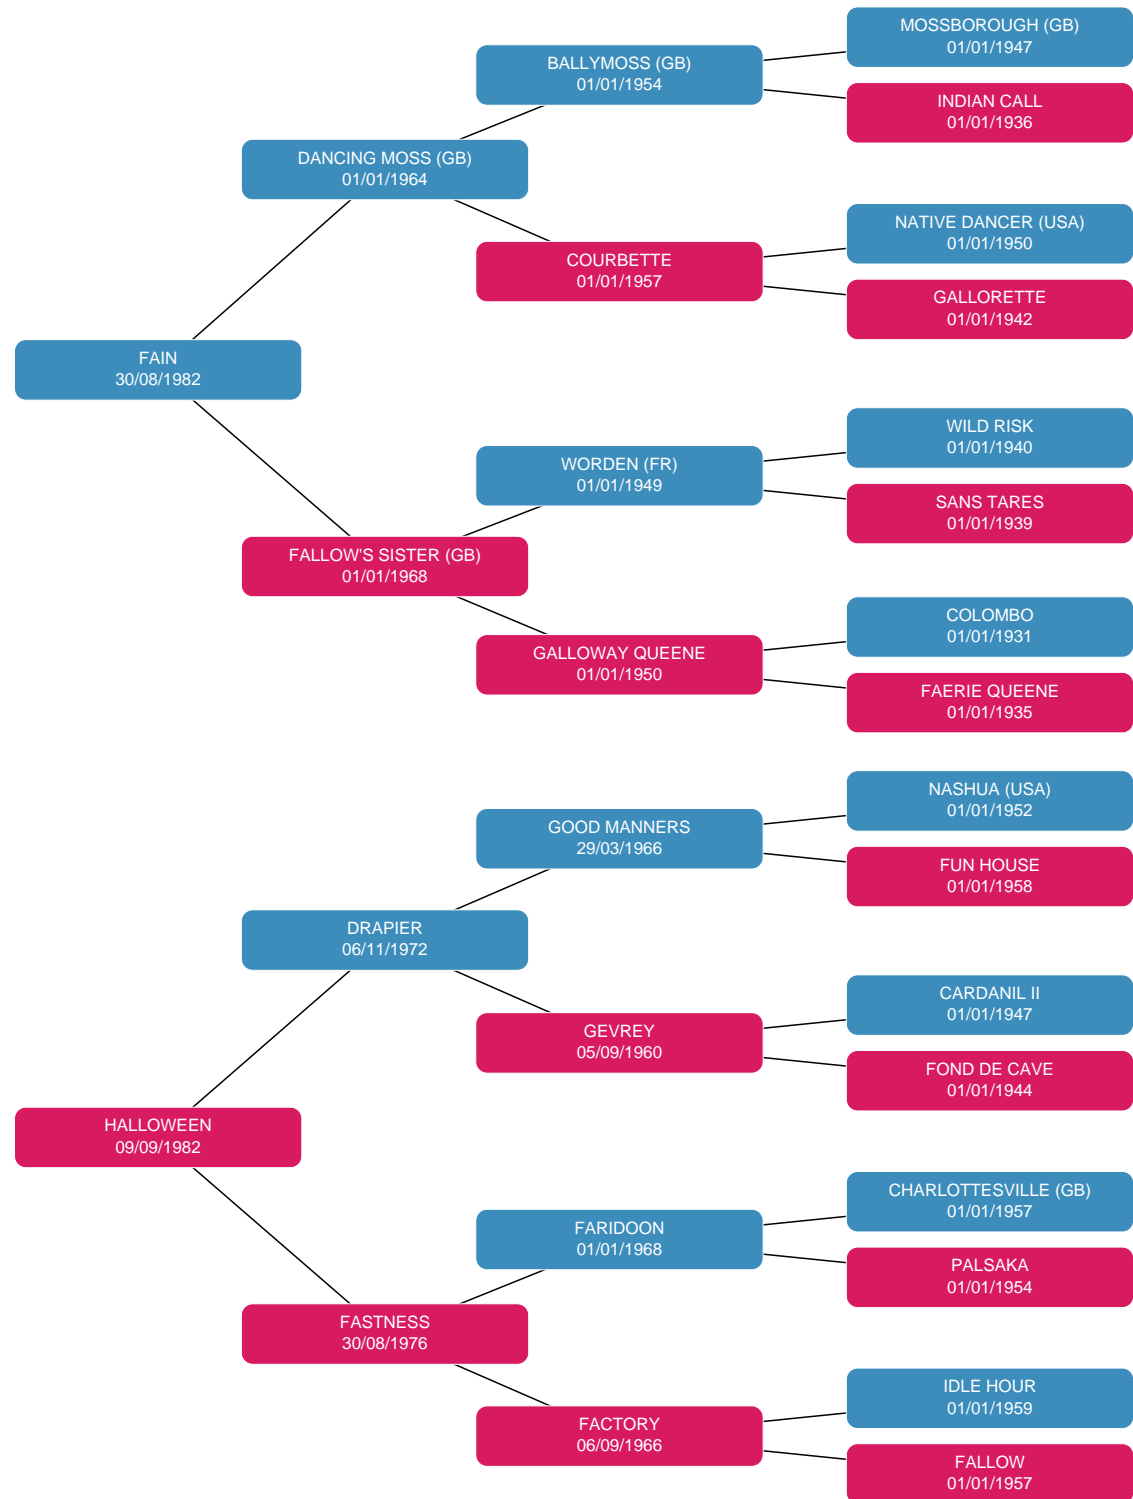 MOSSBOROUGH (GB)
01/01/1947
BALLYMOSS (GB)
01/01/1954
INDIAN CALL
01/01/1936
DANCING MOSS (GB)
01/01/1964
NATIVE DANCER (USA)
01/01/1950
COURBETTE
01/01/1957
GALLORETTE
01/01/1942
FAIN
30/08/1982
WILD RISK
01/01/1940
WORDEN (FR)
01/01/1949
SANS TARES
01/01/1939
FALLOW'S SISTER (GB)
01/01/1968
COLOMBO
01/01/1931
GALLOWAY QUEENE
01/01/1950
FAERIE QUEENE
01/01/1935
NASHUA (USA)
01/01/1952
GOOD MANNERS
29/03/1966
FUN HOUSE
01/01/1958
DRAPIER
06/11/1972
CARDANIL II
01/01/1947
GEVREY
05/09/1960
FOND DE CAVE
01/01/1944
HALLOWEEN
09/09/1982
CHARLOTTESVILLE (GB)
01/01/1957
FARIDOON
01/01/1968
PALSAKA
01/01/1954
FASTNESS
30/08/1976
IDLE HOUR
01/01/1959
FACTORY
06/09/1966
FALLOW
01/01/1957